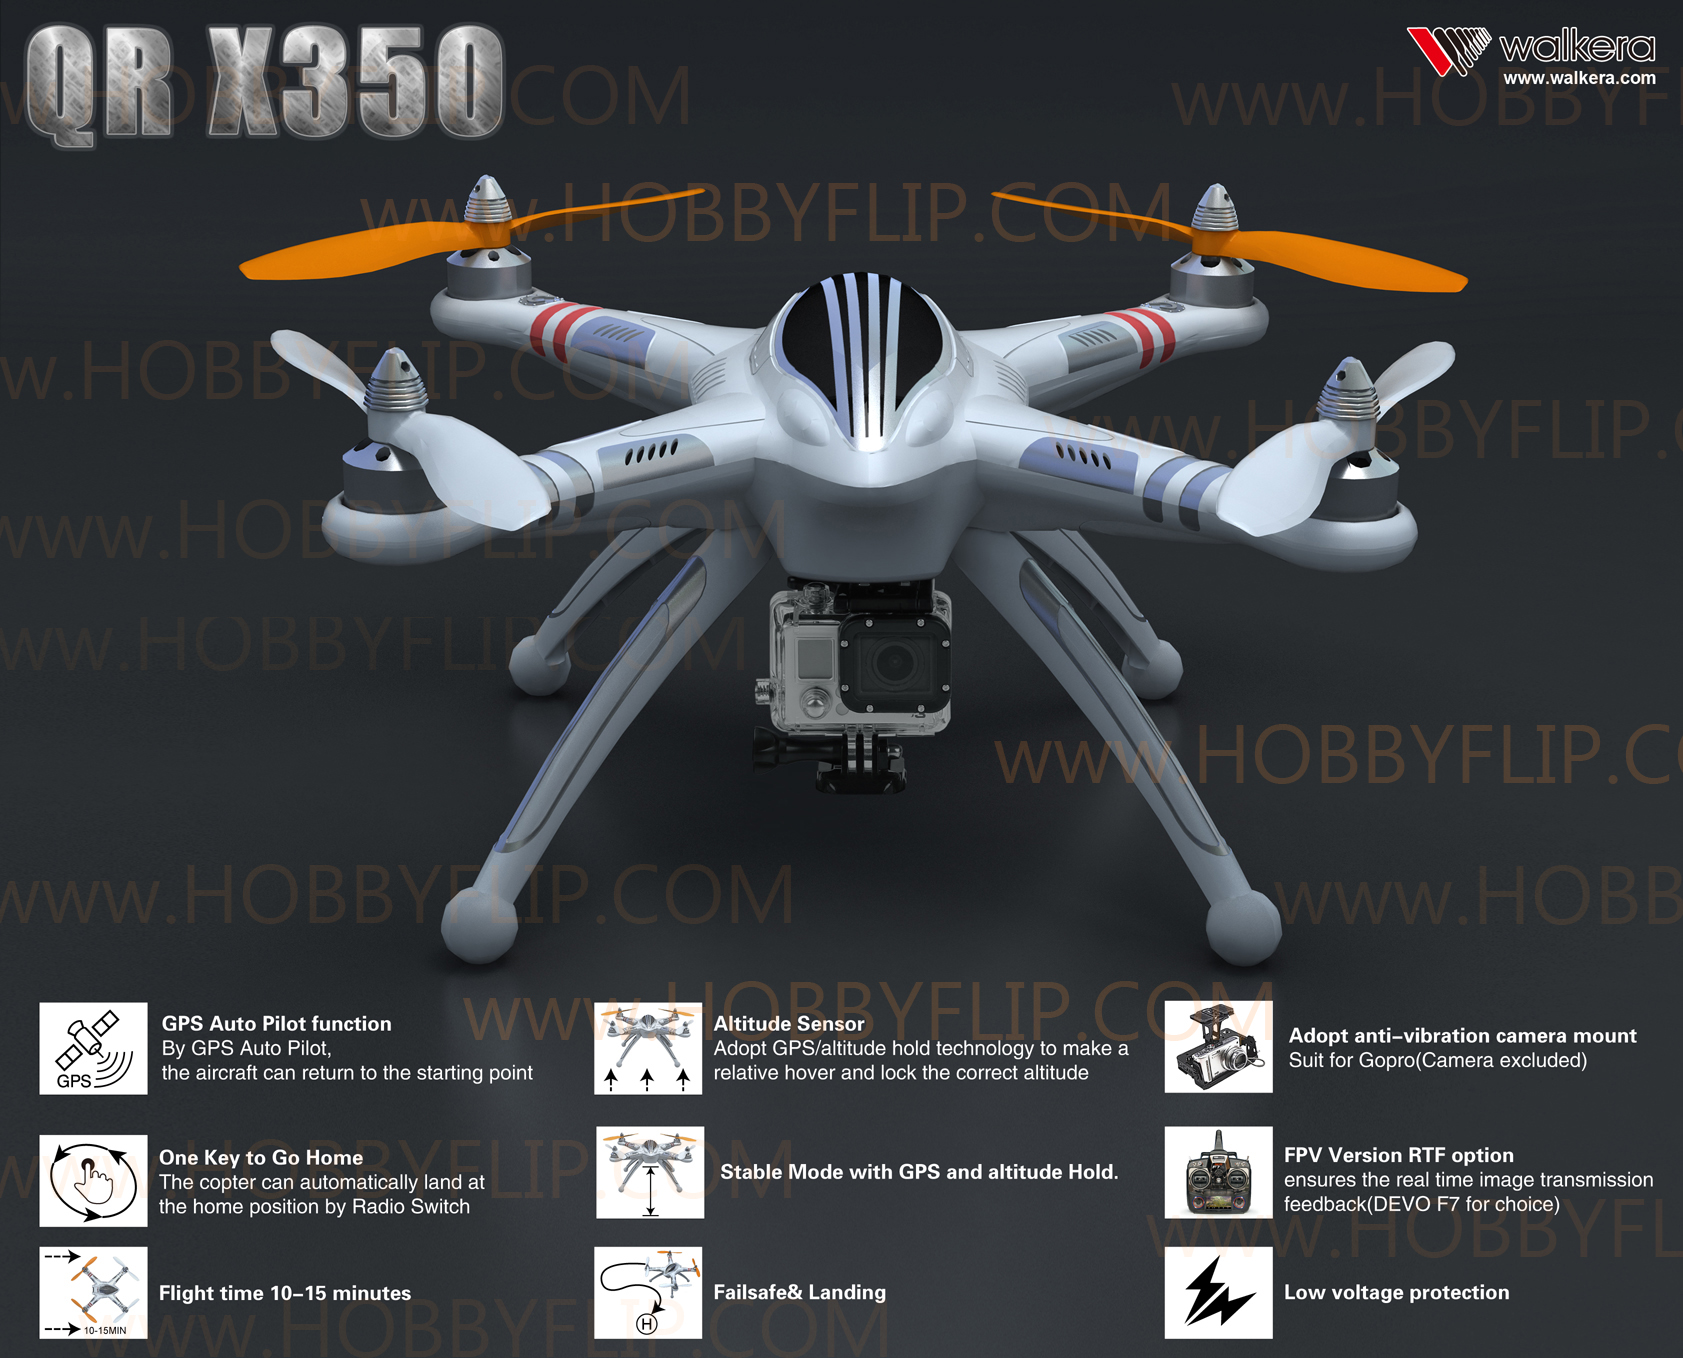 QR X350
walkera
www.walkera.com
www.HOBBYFLIP.COM
GPS Auto Pilot function
By GPS Auto Pilot,
the aircraft can return to the starting point
GPS
Altitude Sensor
Adopt GPS/altitude hold technology to make a
relative hover and lock the correct altitude
Adopt anti-vibration camera mount
Suit for Gopro(Camera excluded)
One Key to Go Home
The copter can automatically land at
the home position by Radio Switch
Stable Mode with GPS and altitude Hold.
FPV Version RTF option
ensures the real time image transmission
feedback(DEVO F7 for choice)
Flight time 10-15 minutes
10-15MIN
Failsafe& Landing
H
Low voltage protection